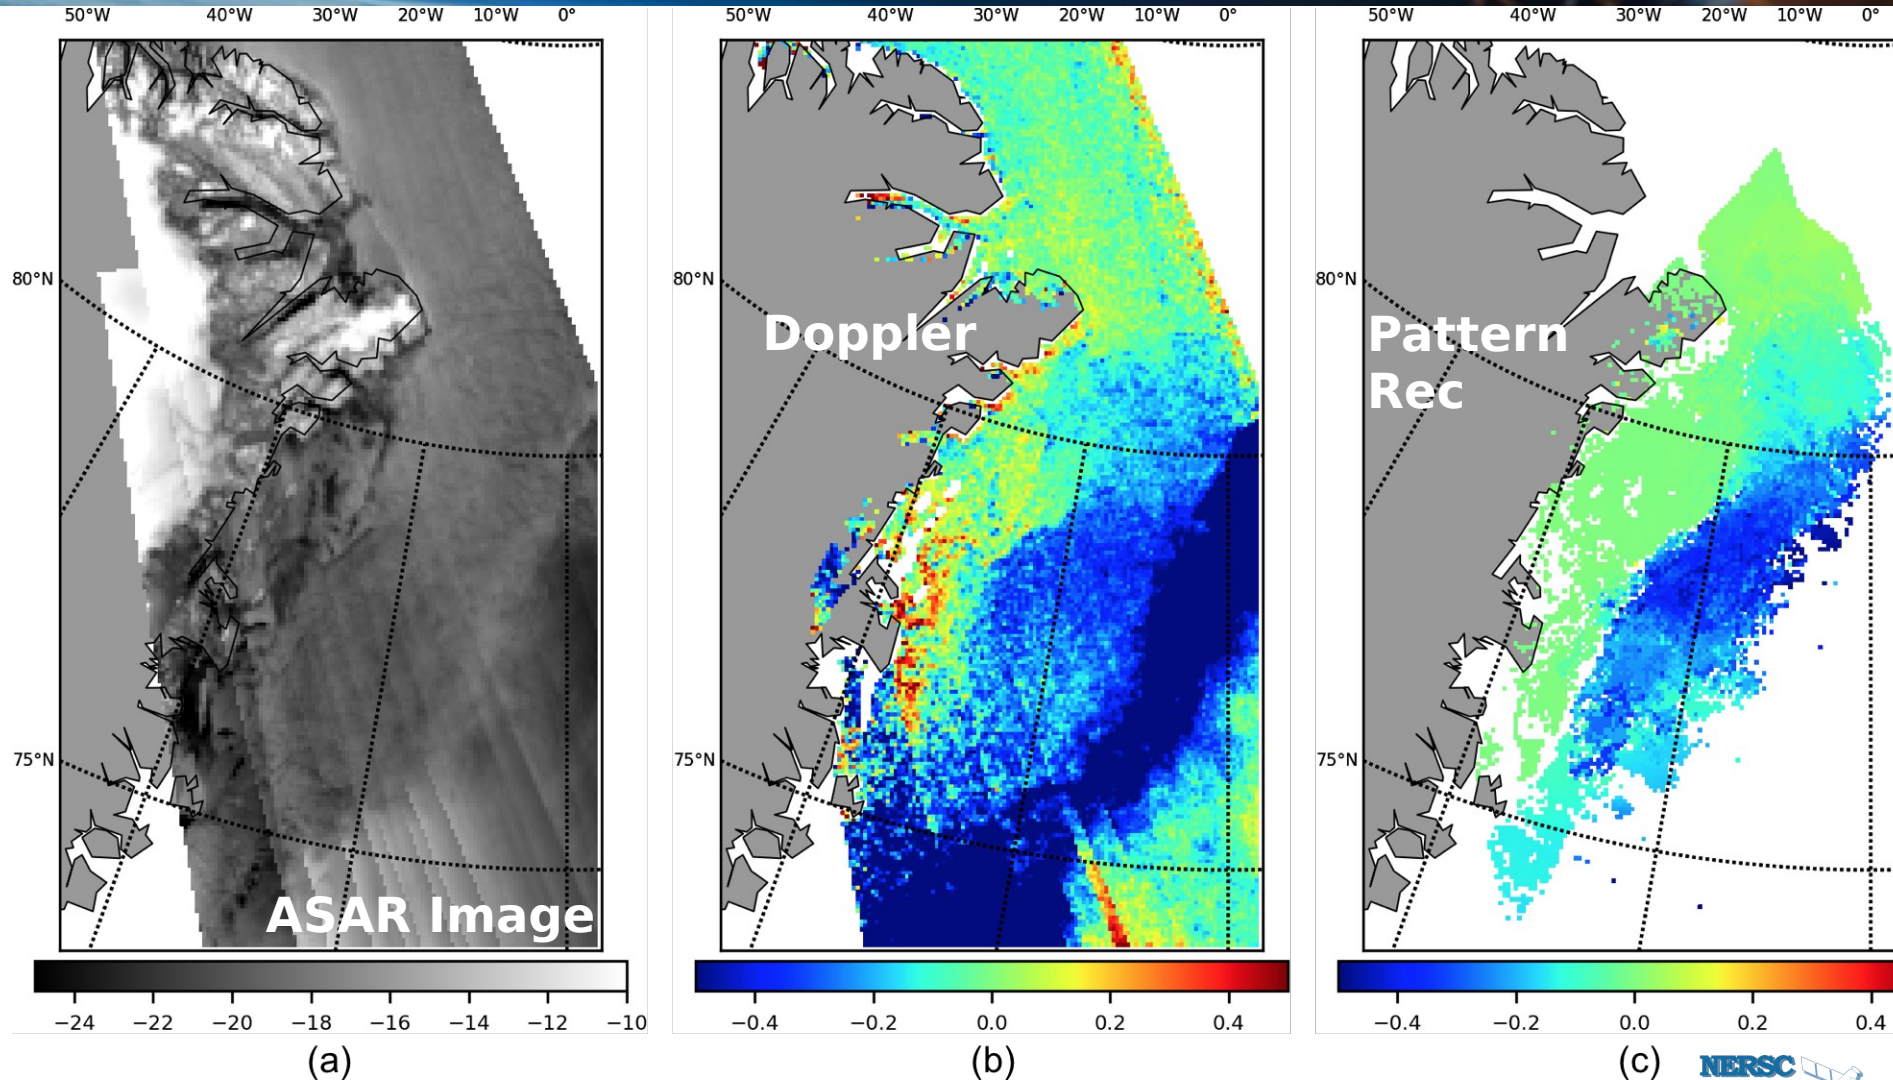 50°W 40°W 30°W 20°W 10°W 0° 50°W 40°W 30°W 20°W 10°W 0° 50°W 40°W 30°W 20°W 10°W 0°
80°N 80°N 80°N
Doppler Pattern
Rec
75°N 75°N 75°N
ASAR Image
−24 −22 −20 −18 −16 −14 −12 −10 −0.4 −0.2 0.0 0.2 0.4 −0.4 −0.2 0.0 0.2 0.4
(a) (b) (c) NERSC